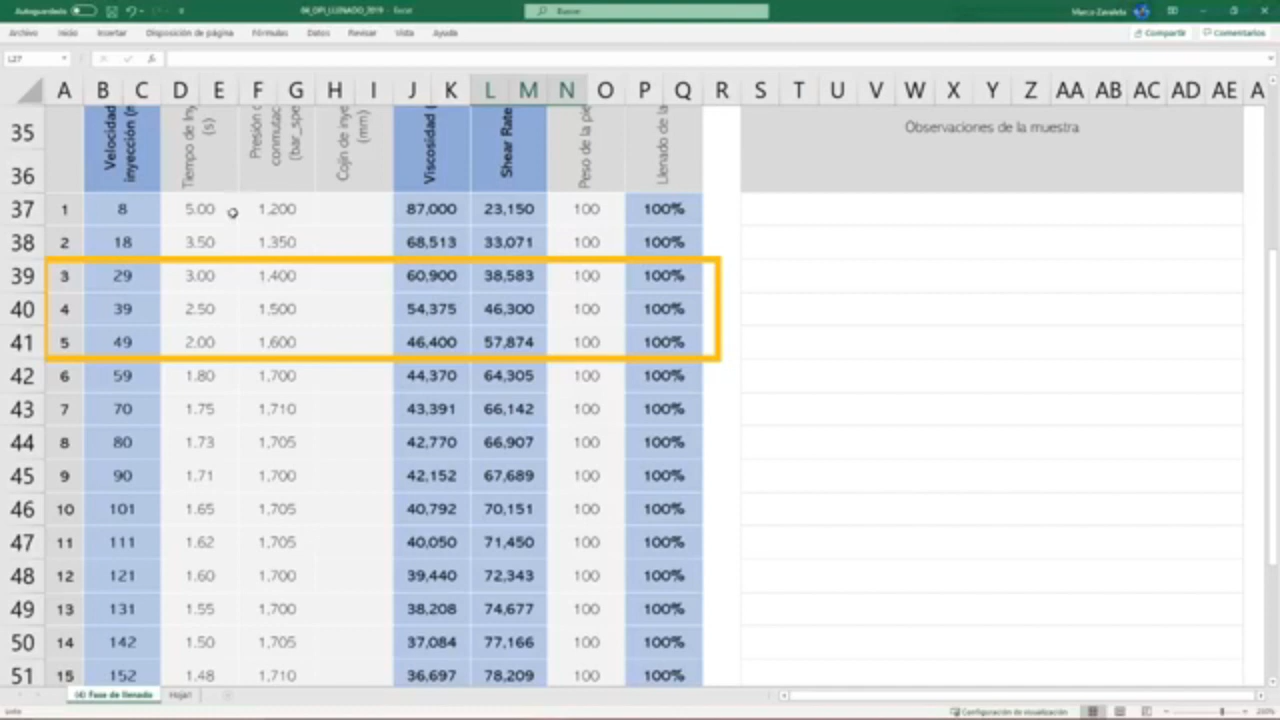 Autoguardado
04_OPI_LLENADO_2019 - Excel
Buscar
Marco Zavaleta
Archivo Inicio Insertar Disposición de página Fórmulas Datos Revisar Vista Ayuda
Compartir Comentarios
L27 fx
A B C D E F G H I J K L M N O P Q R S T U V W X Y Z AA AB AC AD AE A
35
36
Velocidad
inyección (
Tiempo de Iny
(s)
Presión
conmutac
(bar_spe
Cojín de inye
(mm)
Viscosidad (
Shear Rate
Peso de la pie
Llenado de la
Observaciones de la muestra
37 1 8 5.00 1,200 87,000 23,150 100 100%
38 2 18 3.50 1,350 68,513 33,071 100 100%
39 3 29 3.00 1,400 60,900 38,583 100 100%
40 4 39 2.50 1,500 54,375 46,300 100 100%
41 5 49 2.00 1,600 46,400 57,874 100 100%
42 6 59 1.80 1,700 44,370 64,305 100 100%
43 7 70 1.75 1,710 43,391 66,142 100 100%
44 8 80 1.73 1,705 42,770 66,907 100 100%
45 9 90 1.71 1,700 42,152 67,689 100 100%
46 10 101 1.65 1,705 40,792 70,151 100 100%
47 11 111 1.62 1,705 40,050 71,450 100 100%
48 12 121 1.60 1,700 39,440 72,343 100 100%
49 13 131 1.55 1,700 38,208 74,677 100 100%
50 14 142 1.50 1,705 37,084 77,166 100 100%
51 15 152 1.48 1,710 36,697 78,209 100 100%
Fase de llenado Hoja1
Configuración de visualización